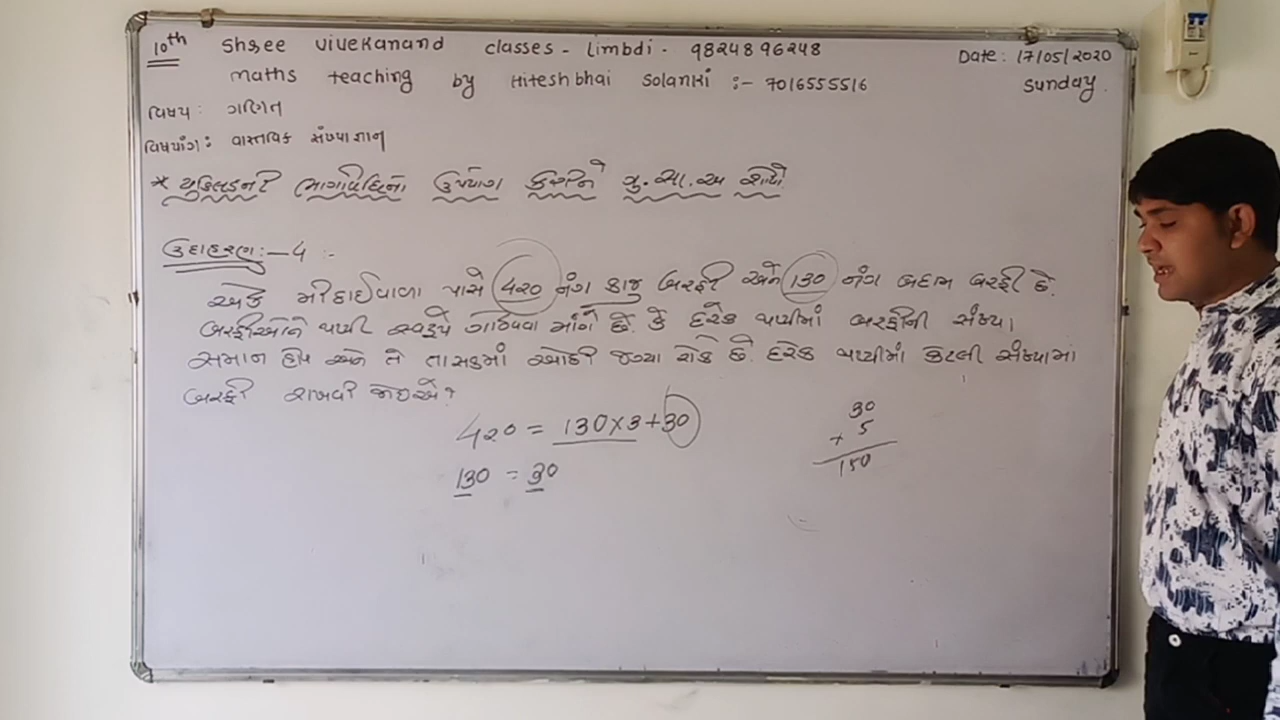 10th Shree Vivekanand classes - Limbdi - 9824896248 Date: 17/05/2020
Maths teaching by Hiteshbhai Solanki :- 7016555516 Sunday.
વિષય: ગણિત
વિષયાંગ: વાસ્તવિક સંખ્યાજ્ઞાન
* યુક્લિડની ભાગવિધિનો ઉપયોગ કરીને ગુ.સા.અ શોધો
ઉદાહરણ:-4 :-
એક મીઠાઈવાળા પાસે 420 નંગ કાજુ બરફી અને 130 નંગ બદામ બરફી છે.
બરફીઓને થપ્પી સ્વરૂપે ગોઠવવા માંગે છે. કે દરેક થપ્પીમાં બરફીની સંખ્યા
સમાન હોય અને તે તાસકમાં ઓછી જગ્યા રોકે છે. દરેક થપ્પીમાં કેટલી સંખ્યામાં
બરફી રાખવી જોઇએ?
420 = 130×3+30
130 = 30
30
+ 5
150